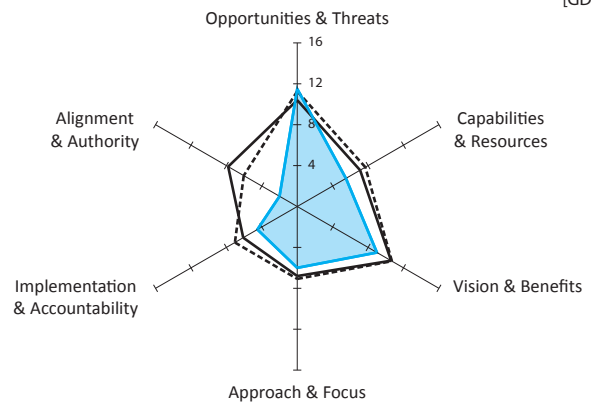 [GD
Opportunities & Threats
16
12
8
4
Alignment
& Authority
Capabilities
& Resources
Implementation
& Accountability
Vision & Benefits
Approach & Focus